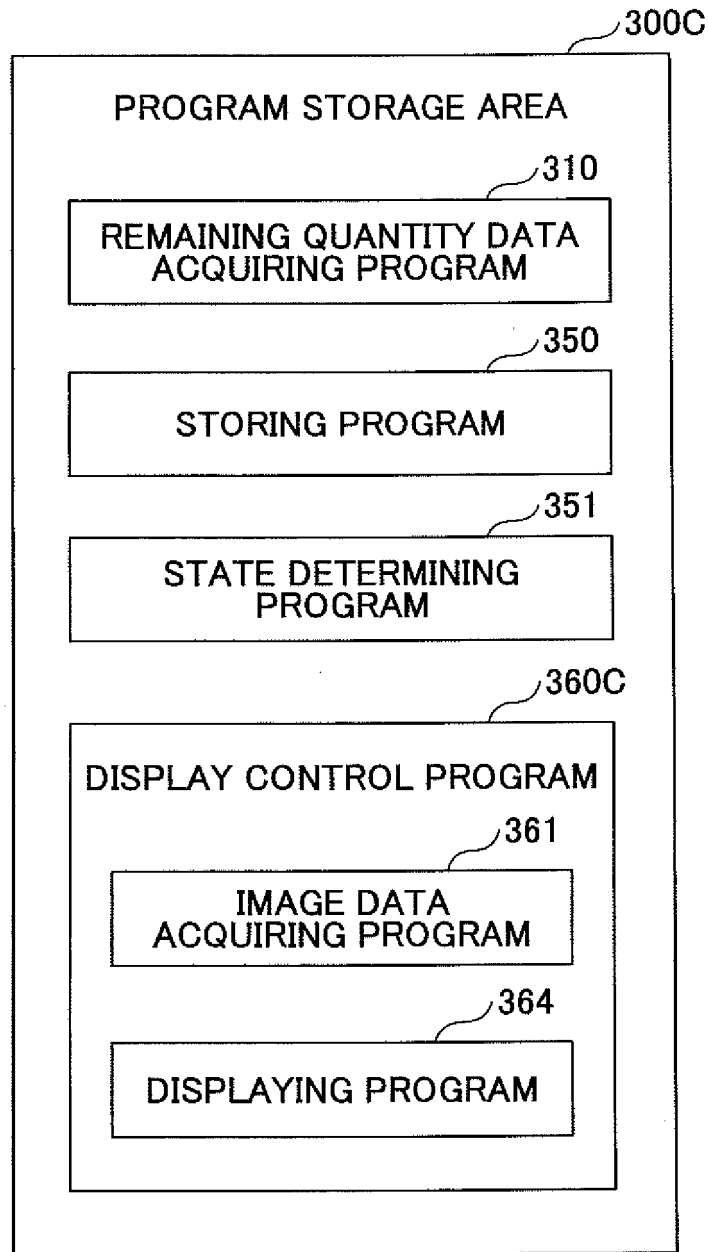 300C
PROGRAM STORAGE AREA
310
REMAINING QUANTITY DATA
ACQUIRING PROGRAM
350
STORING PROGRAM
351
STATE DETERMINING
PROGRAM
360C
DISPLAY CONTROL PROGRAM
361
IMAGE DATA
ACQUIRING PROGRAM
364
DISPLAYING PROGRAM